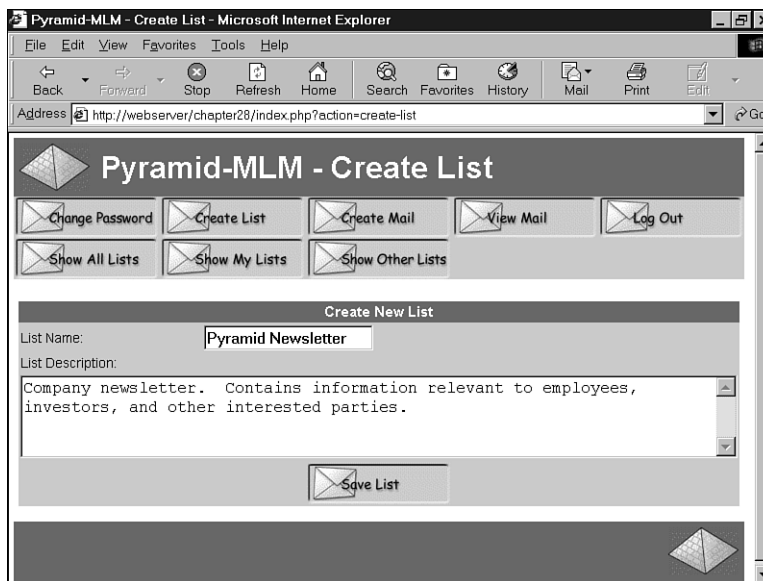 Pyramid-MLM - Create List - Microsoft Internet Explorer
File Edit View Favorites Tools Help
Back Forward Stop Refresh Home Search Favorites History Mail Print Edit
Address http://webserver/chapter28/index.php?action=create-list Go
Pyramid-MLM - Create List
Change Password Create List Create Mail View Mail Log Out
Show All Lists Show My Lists Show Other Lists
Create New List
List Name: Pyramid Newsletter
List Description:
Company newsletter. Contains information relevant to employees,
investors, and other interested parties.
Save List